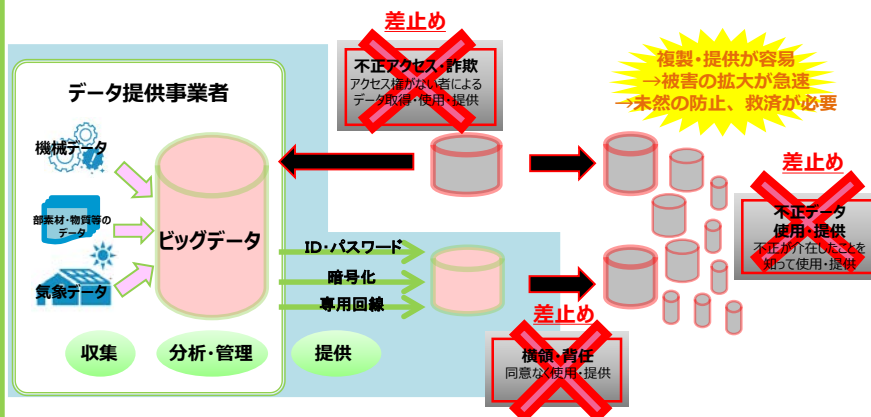 差止め
不正アクセス・詐欺
アクセス権がない者による
データ取得・使用・提供
複製・提供が容易
→被害の拡大が急速
→未然の防止、救済が必要
データ提供事業者
機械データ
部素材・物質等の
データ
気象データ
ビッグデータ
ID・パスワード
暗号化
専用回線
収集
分析・管理
提供
差止め
不正データ
使用・提供
不正が介在したことを
知って使用・提供
差止め
横領・背任
同意なく使用・提供